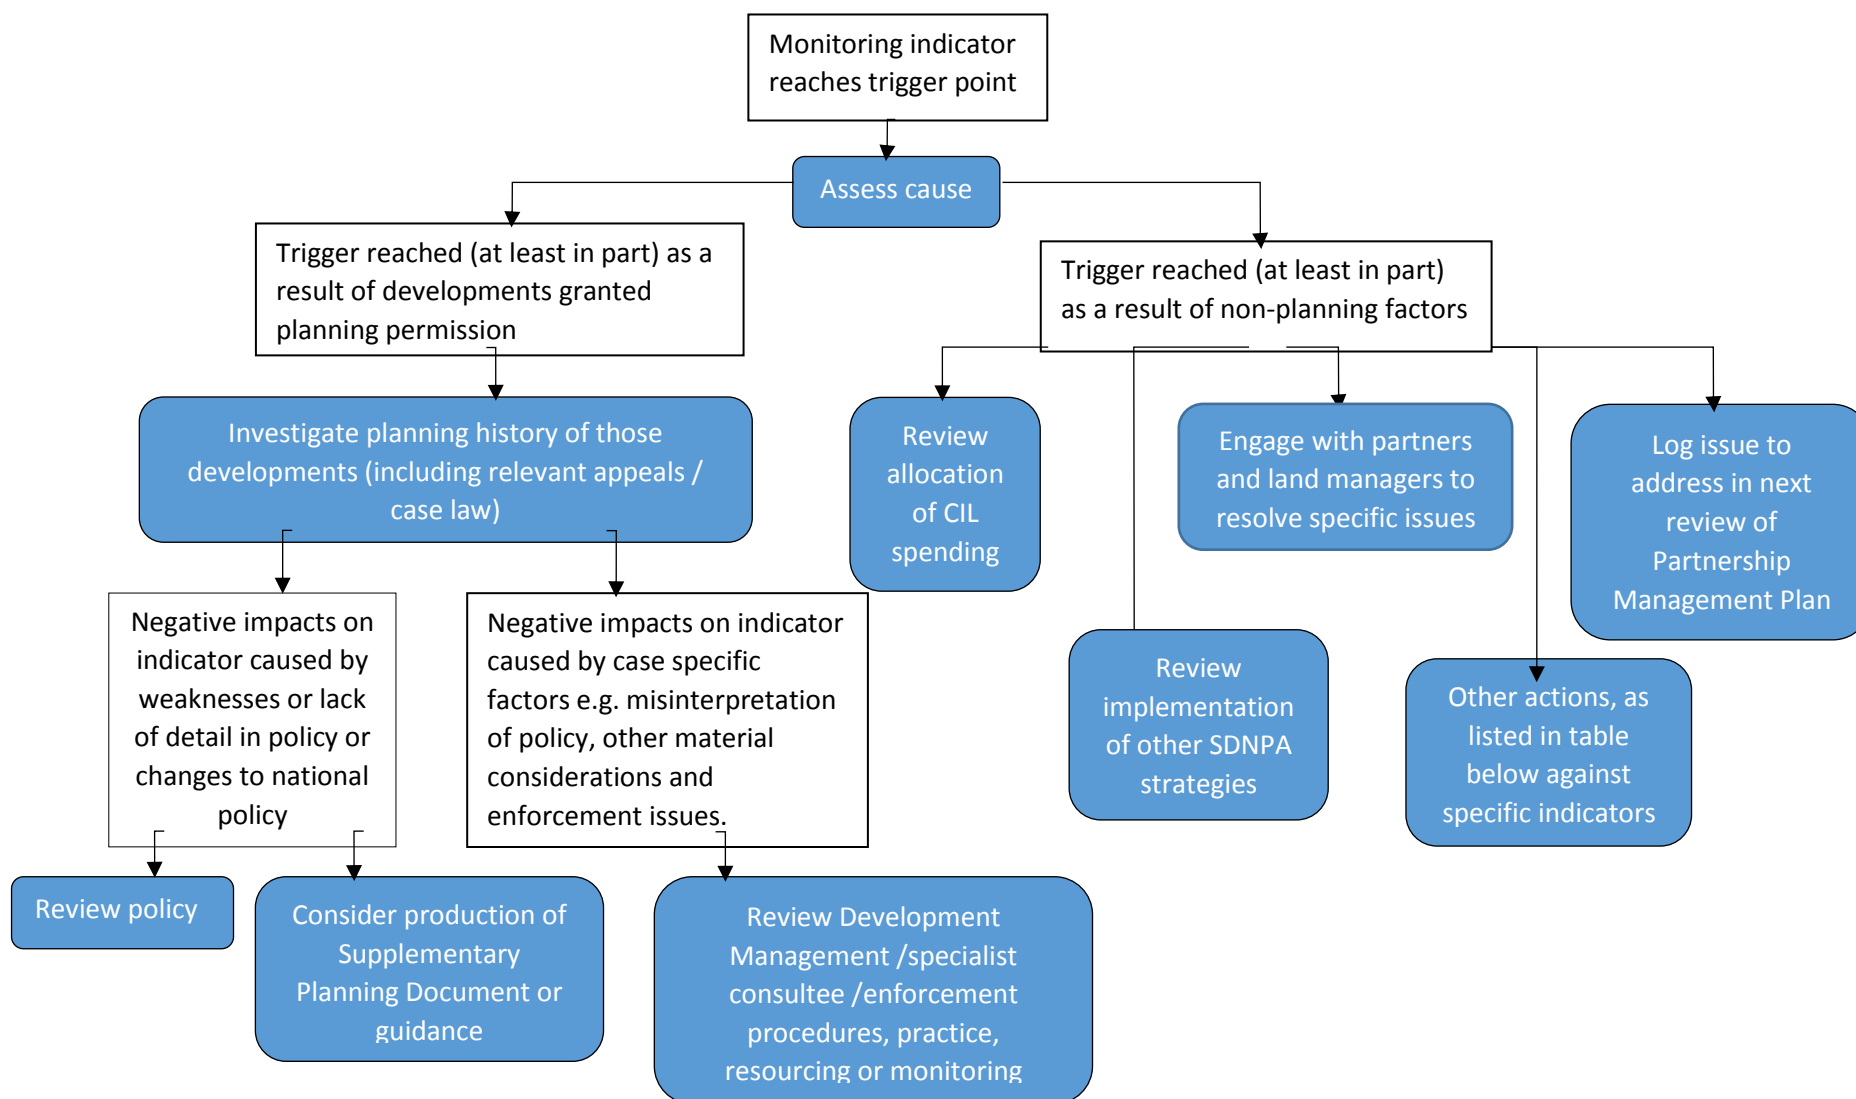 Monitoring indicator
reaches trigger point
Assess cause
Trigger reached (at least in part) as a
result of developments granted
planning permission
Trigger reached (at least in part)
as a result of non-planning factors
Investigate planning history of those
developments (including relevant appeals /
case law)
Review
allocation
of CIL
spending
Engage with partners
and land managers to
resolve specific issues
Log issue to
address in next
review of
Partnership
Management Plan
Negative impacts on
indicator caused by
weaknesses or lack
of detail in policy or
changes to national
policy
Negative impacts on indicator
caused by case specific
factors e.g. misinterpretation
of policy, other material
considerations and
enforcement issues.
Review
implementation
of other SDNPA
strategies
Other actions, as
listed in table
below against
specific indicators
Review policy
Consider production of
Supplementary
Planning Document or
guidance
Review Development
Management /specialist
consultee /enforcement
procedures, practice,
resourcing or monitoring